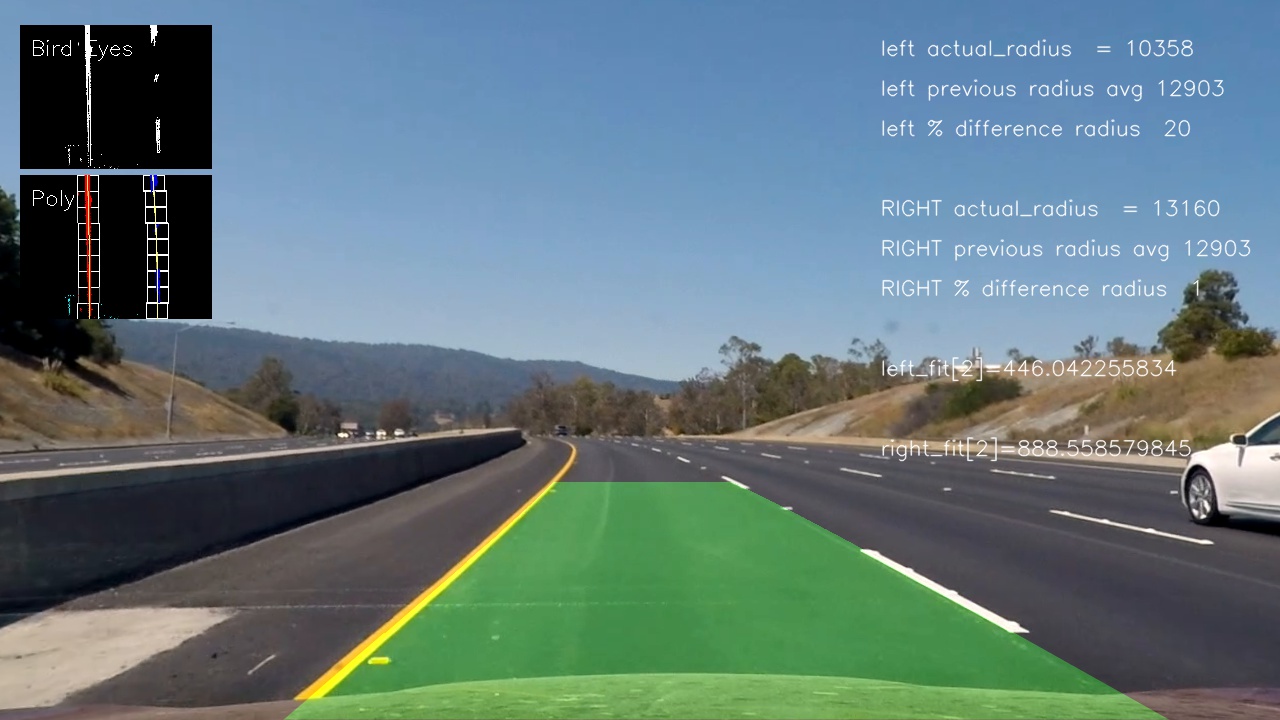 Bird Eyes
Poly
left actual_radius = 10358
left previous radius avg 12903
left % difference radius 20
RIGHT actual_radius = 13160
RIGHT previous radius avg 12903
RIGHT % difference radius 1
left_fit[2]=446.042255834
right_fit[2]=888.558579845